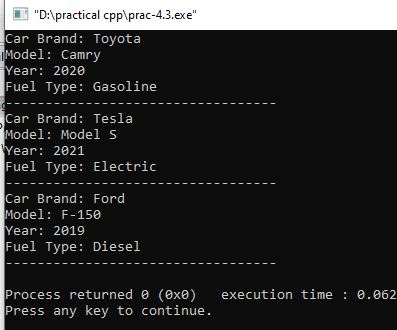 "D:\practical cpp\prac-4.3.exe"
Car Brand: Toyota
Model: Camry
Year: 2020
Fuel Type: Gasoline
----------------------------------
Car Brand: Tesla
Model: Model S
Year: 2021
Fuel Type: Electric
----------------------------------
Car Brand: Ford
Model: F-150
Year: 2019
Fuel Type: Diesel
----------------------------------
Process returned 0 (0x0)   execution time : 0.062
Press any key to continue.